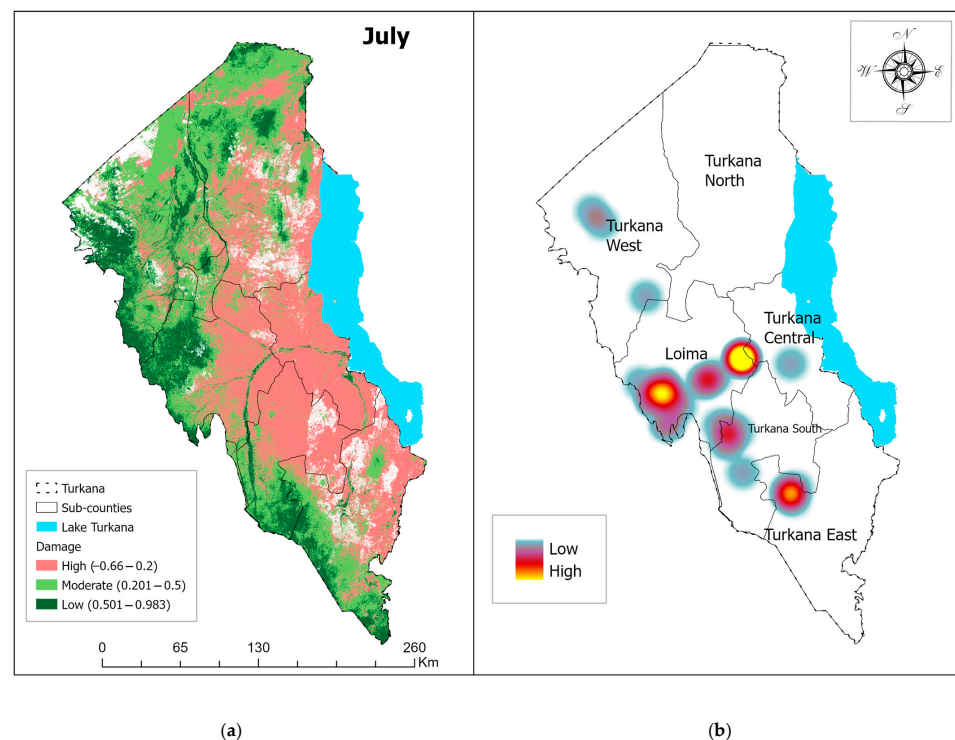 July
Turkana
Sub-counties
Lake Turkana
Damage
High (−0.66 − 0.2)
Moderate (0.201 − 0.5)
Low (0.501 − 0.983)
0 65 130 260
Km
N
W E
S
Turkana
North
Turkana
West
Turkana
Central
Loima
Turkana South
Turkana East
Low
High
(a) (b)